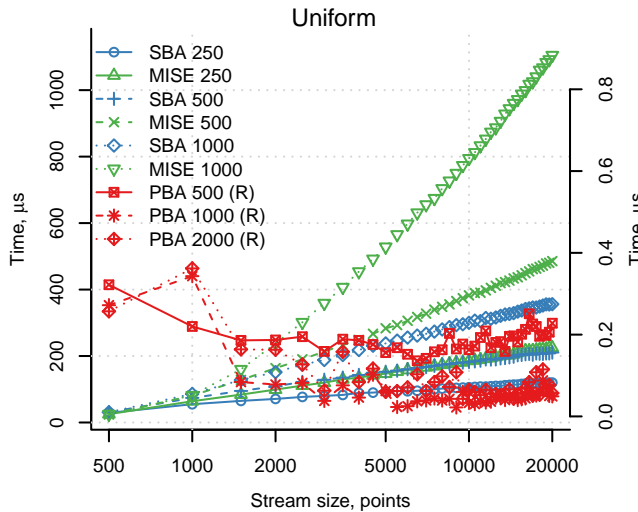 Uniform
SBA 250
MISE 250
SBA 500
MISE 500
SBA 1000
MISE 1000
PBA 500 (R)
PBA 1000 (R)
PBA 2000 (R)
Time, μs
0
200
400
600
800
1000
Time, μs
0.0
0.2
0.4
0.6
0.8
500
1000
2000
5000
10000
20000
Stream size, points